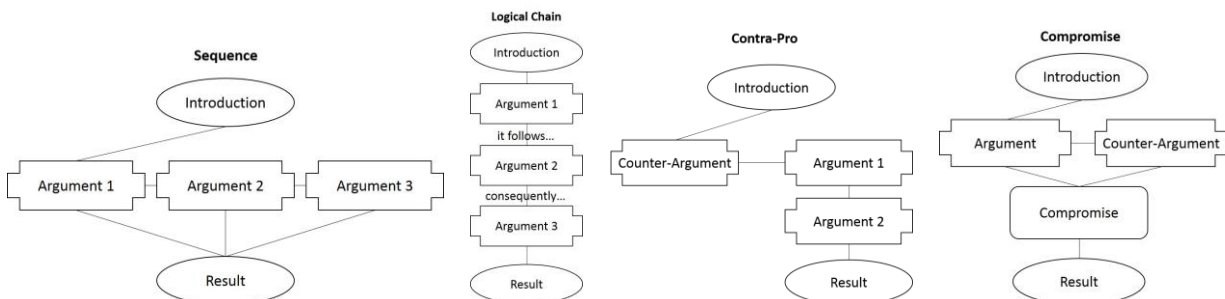 Sequence
Introduction
Argument 1
Argument 2
Argument 3
Result
Logical Chain
Introduction
Argument 1
it follows...
Argument 2
consequently...
Argument 3
Result
Contra-Pro
Introduction
Counter-Argument
Argument 1
Argument 2
Result
Compromise
Introduction
Argument
Counter-Argument
Compromise
Result